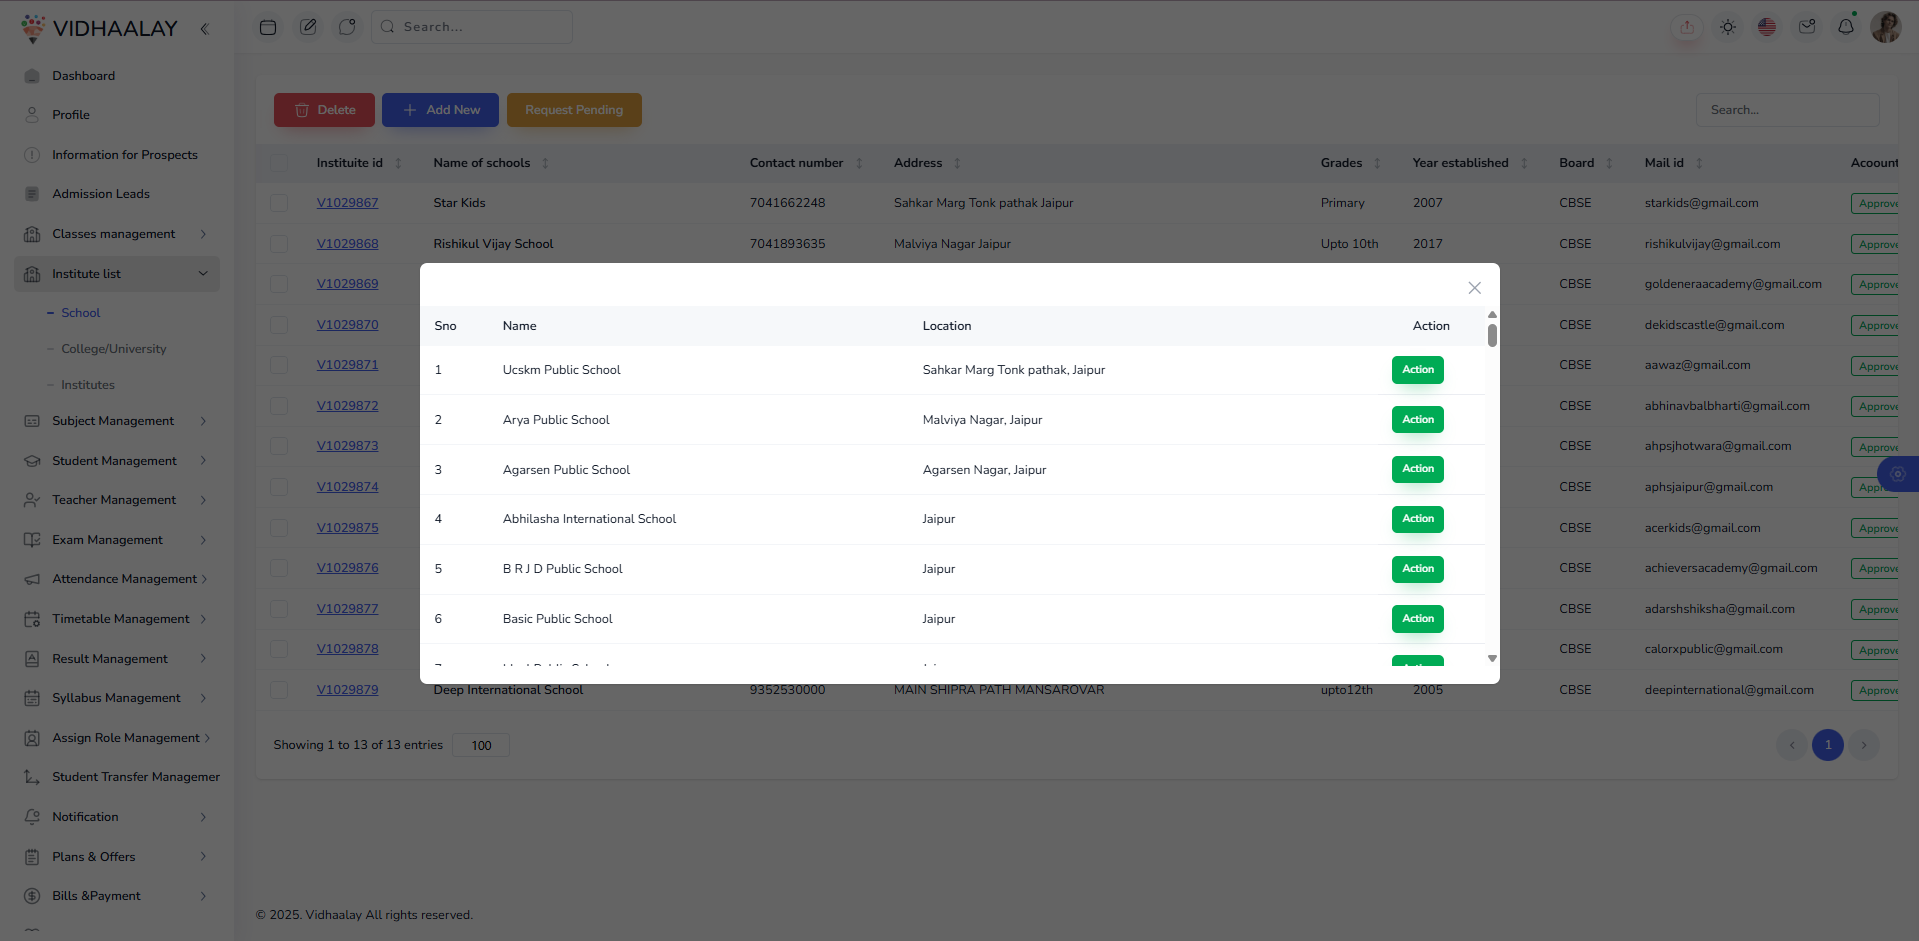 VIDHAALAY
Search...
Dashboard
Profile
Information for Prospects
Admission Leads
Classes management
Institute list
School
College/University
Institutes
Subject Management
Student Management
Teacher Management
Exam Management
Attendance Management
Timetable Management
Result Management
Syllabus Management
Assign Role Management
Student Transfer Managemer
Notification
Plans & Offers
Bills &Payment
Delete Add New Request Pending Search...
Instituite id Name of schools Contact number Address Grades Year established Board Mail id Acount
V1029867 Star Kids 7041662248 Sahkar Marg Tonk pathak Jaipur Primary 2007 CBSE starkids@gmail.com Approve
V1029868 Rishikul Vijay School 7041893635 Malviya Nagar Jaipur Upto 10th 2017 CBSE rishikulvijay@gmail.com Approve
V1029869 CBSE goldeneraacademy@gmail.com Approve
V1029870 CBSE dekidscastle@gmail.com Approve
V1029871 CBSE aawaz@gmail.com Approve
V1029872 CBSE abhinavbalbharti@gmail.com Approve
V1029873 CBSE ahpsjhotwara@gmail.com Approve
V1029874 CBSE aphsjaipur@gmail.com Appro
V1029875 CBSE acerkids@gmail.com Approve
V1029876 CBSE achieversacademy@gmail.com Approve
V1029877 CBSE adarshshiksha@gmail.com Approve
V1029878 CBSE calorxpublic@gmail.com Approve
V1029879 Deep International School 9352530000 MAIN SHIPRA PATH MANSAROVAR upto12th 2005 CBSE deepinternational@gmail.com Approve
Showing 1 to 13 of 13 entries 100 1
© 2025. Vidhaalay All rights reserved.
Sno Name Location Action
1 Ucskm Public School Sahkar Marg Tonk pathak, Jaipur Action
2 Arya Public School Malviya Nagar, Jaipur Action
3 Agarsen Public School Agarsen Nagar, Jaipur Action
4 Abhilasha International School Jaipur Action
5 B R J D Public School Jaipur Action
6 Basic Public School Jaipur Action